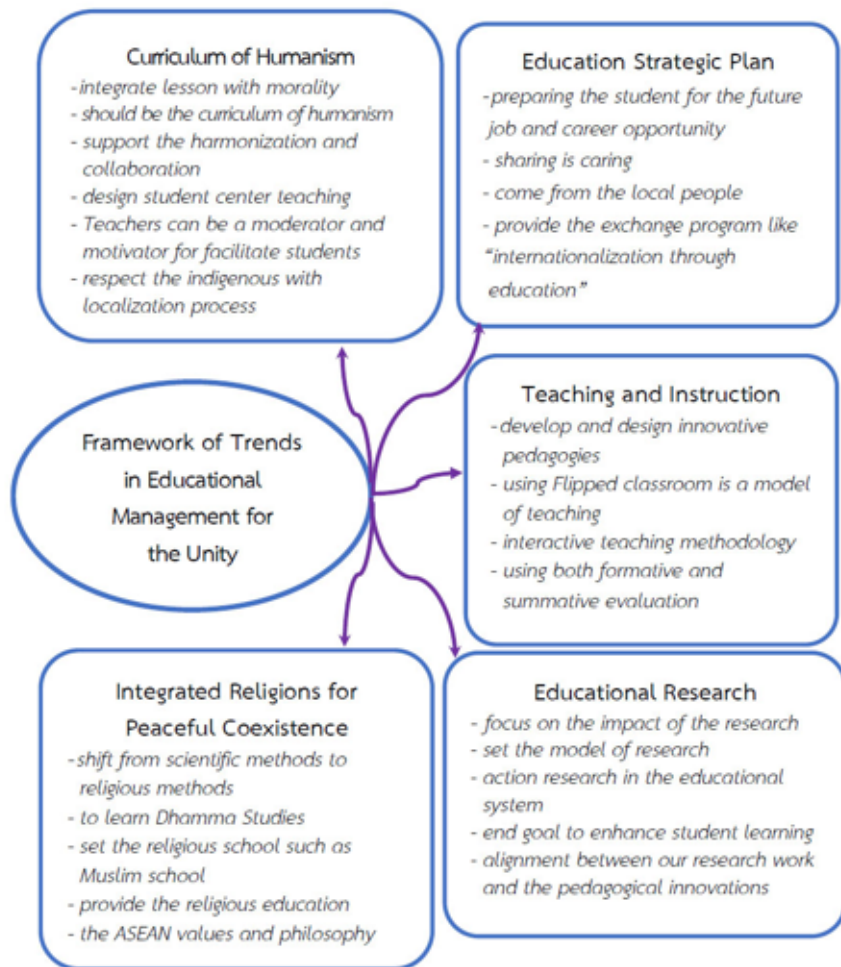 Curriculum of Humanism
-integrate lesson with morality
-should be the curriculum of humanism
- support the harmonization and
collaboration
- design student center teaching
- Teachers can be a moderator and
motivator for facilitate students
- respect the indigenous with
localization process
Education Strategic Plan
-preparing the student for the future
job and career opportunity
- sharing is caring
- come from the local people
- provide the exchange program like
“internationalization through
education”
Framework of Trends
in Educational
Management for
the Unity
Teaching and Instruction
-develop and design innovative
pedagogies
-using Flipped classroom is a model
of teaching
-interactive teaching methodology
-using both formative and
summative evaluation
Integrated Religions for
Peaceful Coexistence
-shift from scientific methods to
religious methods
-to learn Dhamma Studies
-set the religious school such as
Muslim school
-provide the religious education
- the ASEAN values and philosophy
Educational Research
- focus on the impact of the research
- set the model of research
-action research in the educational
system
-end goal to enhance student learning
-alignment between our research work
and the pedagogical innovations